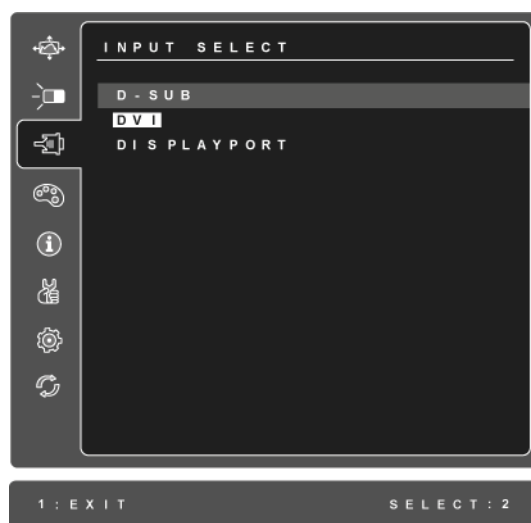 INPUT SELECT
D-SUB
DVI
DISPLAYPORT
1:EXIT SELECT:2